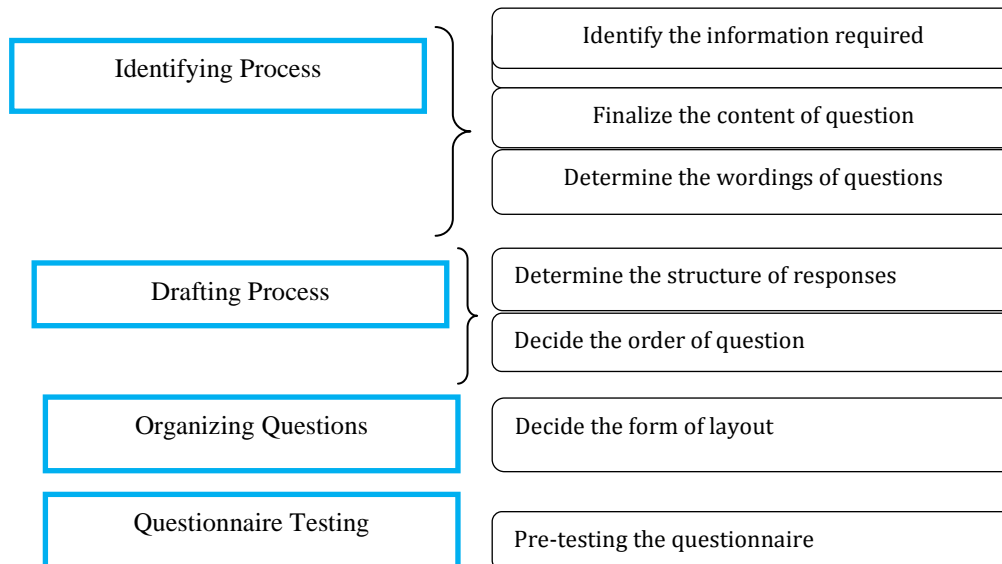 Identifying Process
Identify the information required
Finalize the content of question
Determine the wordings of questions
Drafting Process
Determine the structure of responses
Decide the order of question
Organizing Questions
Decide the form of layout
Questionnaire Testing
Pre-testing the questionnaire